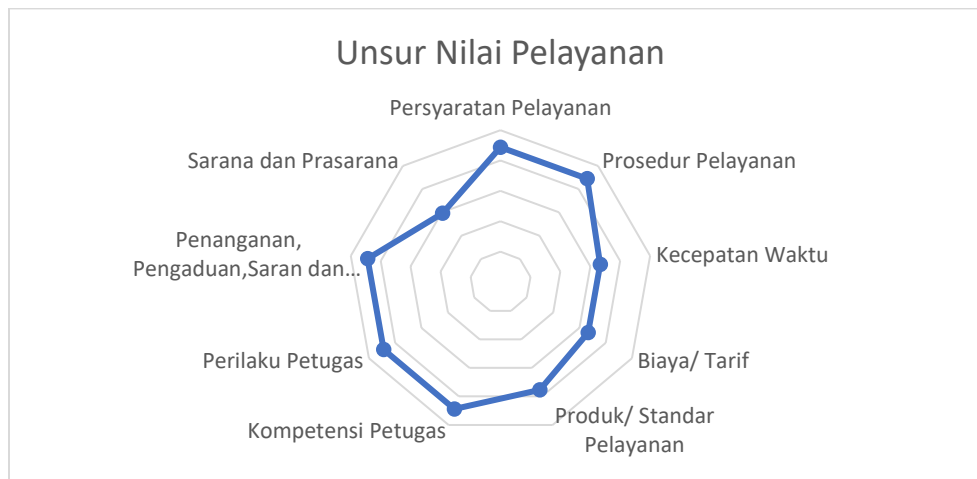 Unsur Nilai Pelayanan
Persyaratan Pelayanan
Prosedur Pelayanan
Kecepatan Waktu
Biaya/ Tarif
Produk/ Standar
Pelayanan
Kompetensi Petugas
Perilaku Petugas
Penanganan,
Pengaduan,Saran dan...
Sarana dan Prasarana